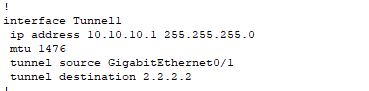 !
interface Tunnel1
 ip address 10.10.10.1 255.255.255.0
 mtu 1476
 tunnel source GigabitEthernet0/1
 tunnel destination 2.2.2.2
!